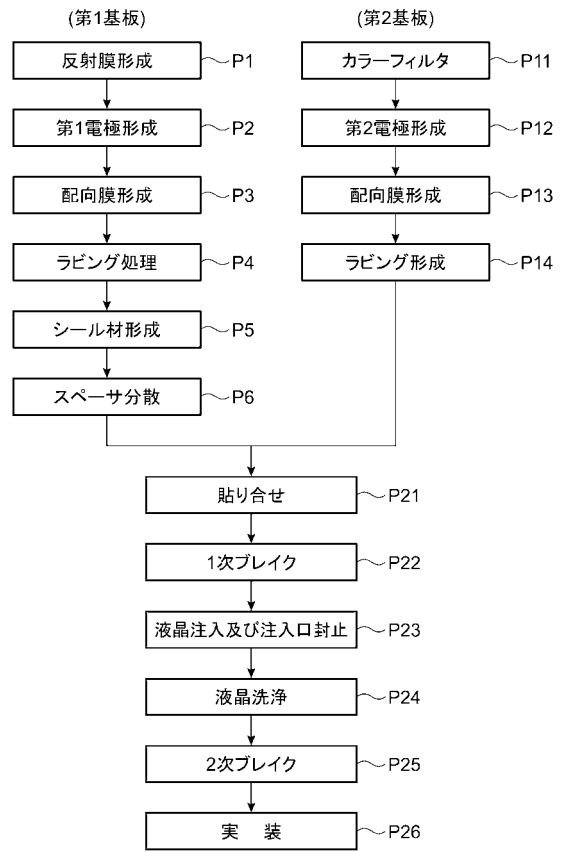 (第1基板)
反射膜形成 P1
第1電極形成 P2
配向膜形成 P3
ラビング処理 P4
シール材形成 P5
スペーサ分散 P6
(第2基板)
カラーフィルタ P11
第2電極形成 P12
配向膜形成 P13
ラビング形成 P14
貼り合せ P21
1次ブレイク P22
液晶注入及び注入口封止 P23
液晶洗浄 P24
2次ブレイク P25
実 装 P26